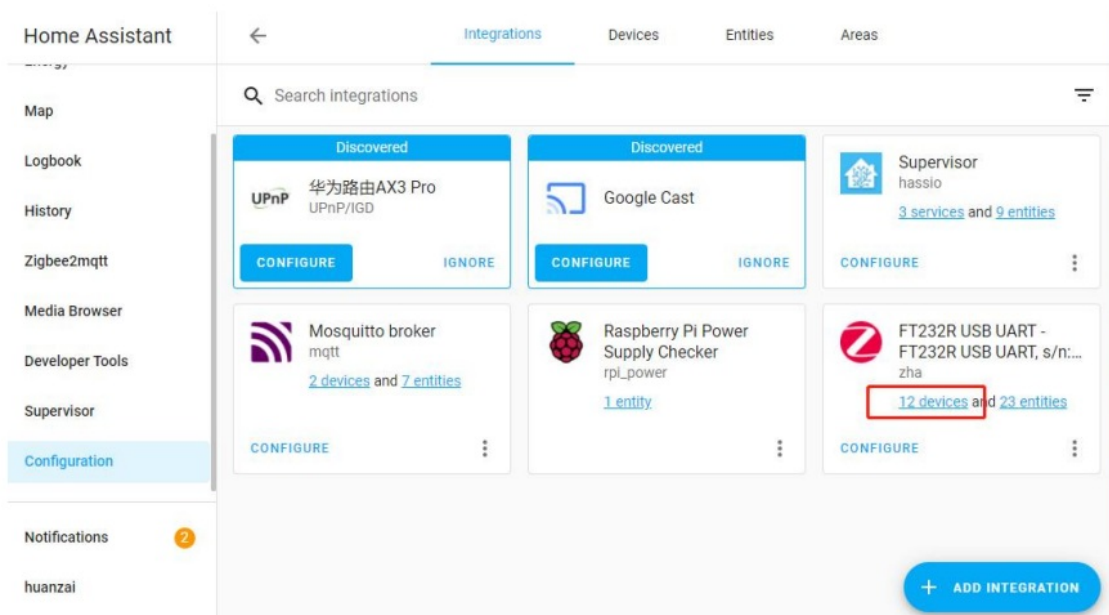 Home Assistant
Integrations
Devices
Entities
Areas
Energy
Map
Logbook
History
Zigbee2mqtt
Media Browser
Developer Tools
Supervisor
Configuration
Notifications
2
huanzai
Search integrations
Discovered
UPnP
华为路由AX3 Pro
UPnP/IGD
CONFIGURE
IGNORE
Discovered
Google Cast
CONFIGURE
IGNORE
Supervisor
hassio
3 services and 9 entities
CONFIGURE
Mosquitto broker
mqtt
2 devices and 7 entities
CONFIGURE
Raspberry Pi Power
Supply Checker
rpi_power
1 entity
FT232R USB UART -
FT232R USB UART, s/n:...
zha
12 devices and 23 entities
CONFIGURE
+ ADD INTEGRATION